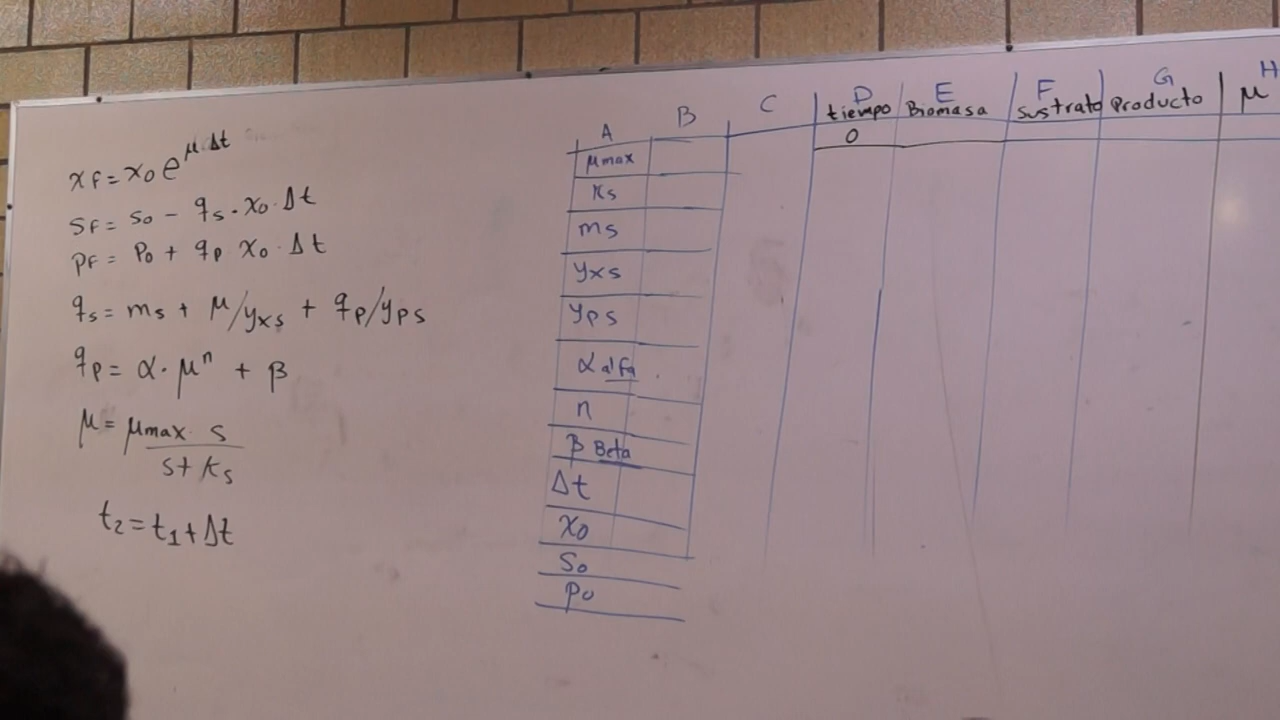 xF = x0 e^μ·Δt
SF = S0 - qs · X0 · Δt
PF = P0 + qp X0 · Δt
qs = ms + μ/yxs + qp/yps
qp = α · μ^n + β
μ = μmax · S
S + Ks
t2 = t1 + Δt
A B C D E F G H
tiempo Biomasa Sustrato Producto μ
0
μmax
Ks
ms
yxs
yps
α alfa
n
β Beta
Δt
X0
S0
P0